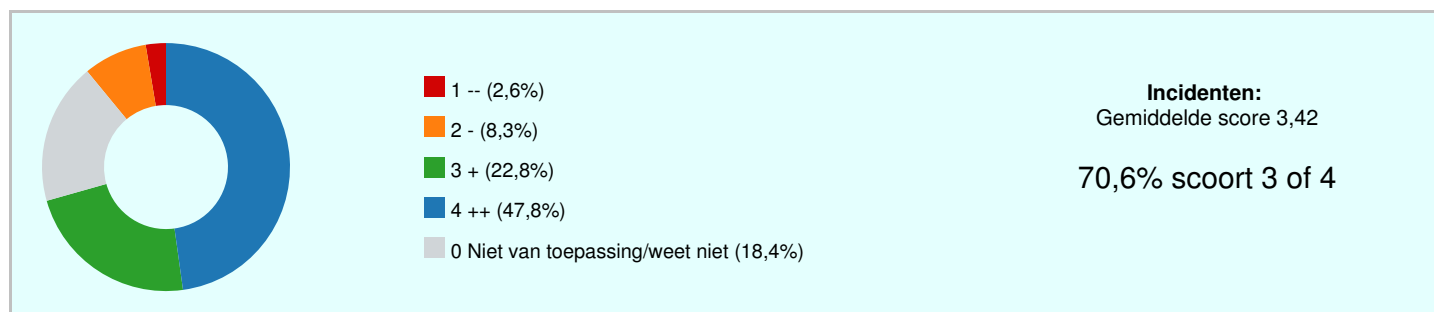 1 -- (2,6%)
2 - (8,3%)
3 + (22,8%)
4 ++ (47,8%)
0 Niet van toepassing/weet niet (18,4%)
Incidenten:
Gemiddelde score 3,42
70,6% scoort 3 of 4